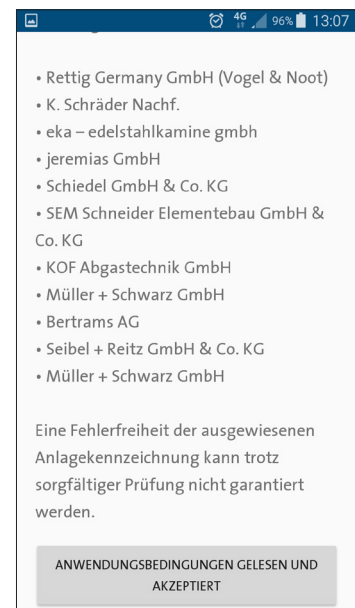 4G 96% 13:07
• Rettig Germany GmbH (Vogel & Noot)
• K. Schräder Nachf.
• eka – edelstahlkamine gmbh
• jeremias GmbH
• Schiedel GmbH & Co. KG
• SEM Schneider Elementebau GmbH &
Co. KG
• KOF Abgastechnik GmbH
• Müller + Schwarz GmbH
• Bertrams AG
• Seibel + Reitz GmbH & Co. KG
• Müller + Schwarz GmbH
Eine Fehlerfreiheit der ausgewiesenen
Anlagekennzeichnung kann trotz
sorgfältiger Prüfung nicht garantiert
werden.
ANWENDUNGSBEDINGUNGEN GELESEN UND
AKZEPTIERT